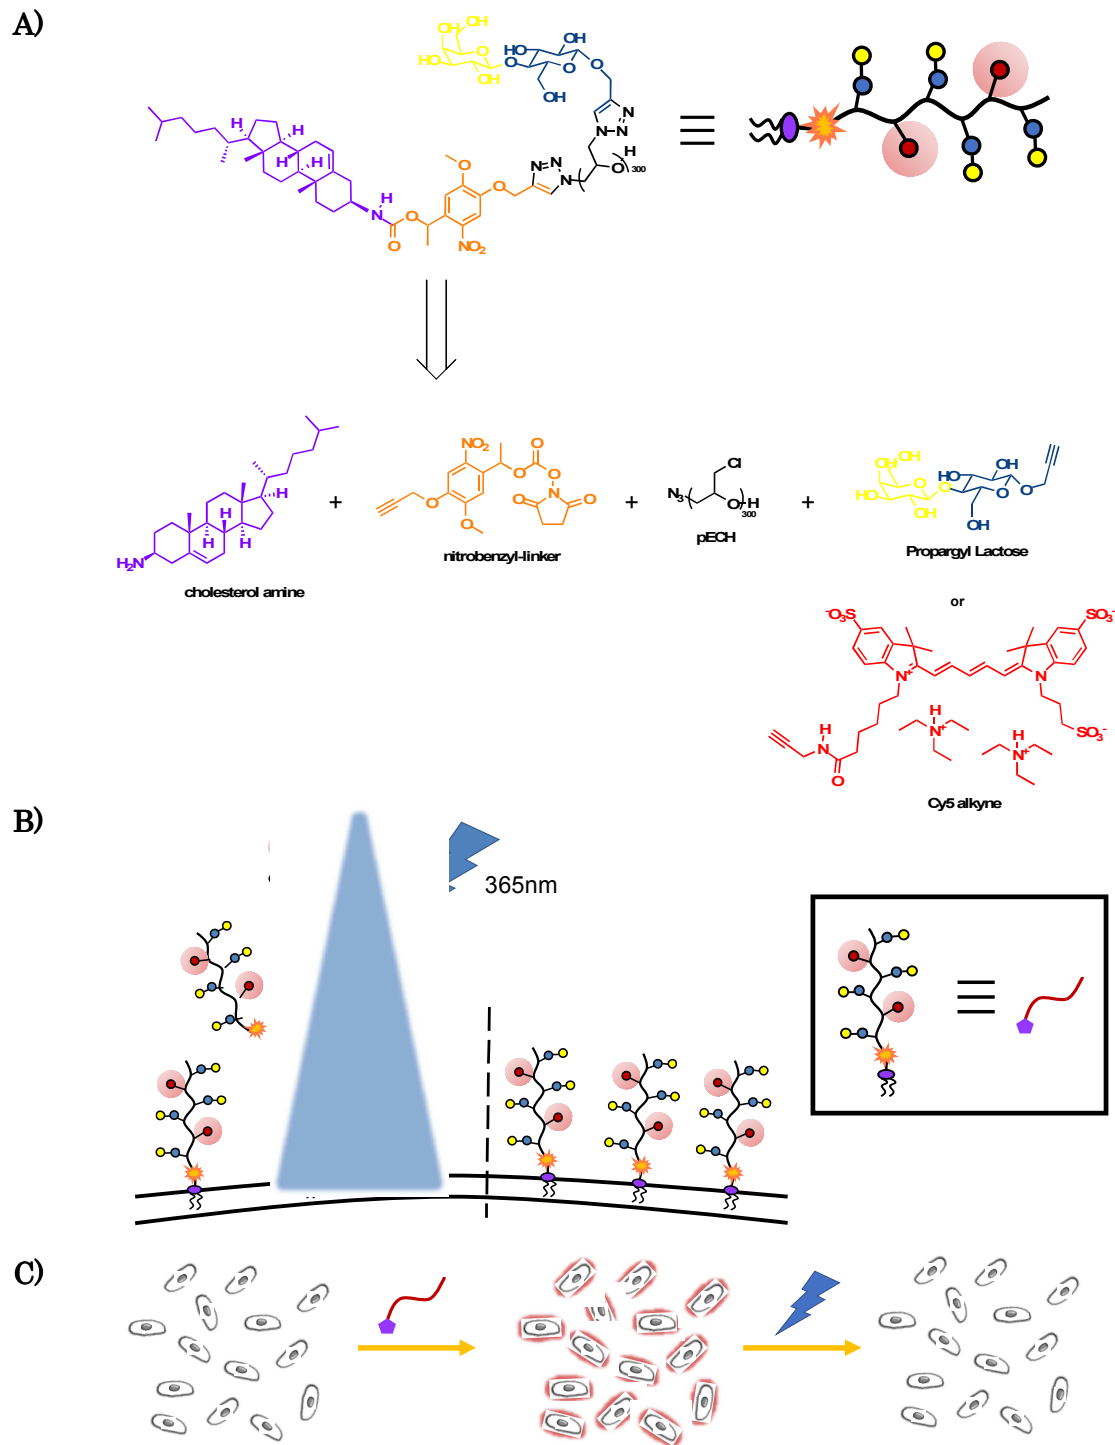 A)
OH
OH
HO
OH
O
HO
OH
O
O
O
OH
N
N
N
H
H
H
H
N
O
O
O
O
NO₂
N
N
N
O
H
300
NO₂
O
O
O
N
O
O
O
O
H₂N
H
H
H
+
+
+
N₃
Cl
O
H
300
OH
OH
HO
OH
O
HO
OH
O
O
O
OH
cholesterol amine
nitrobenzyl-linker
pECH
Propargyl Lactose
or
⁻O₃S
SO₃⁻
N⁺
N
H
N
O
H
N⁺
H
N⁺
SO₃⁻
Cy5 alkyne
B)
365nm
C)